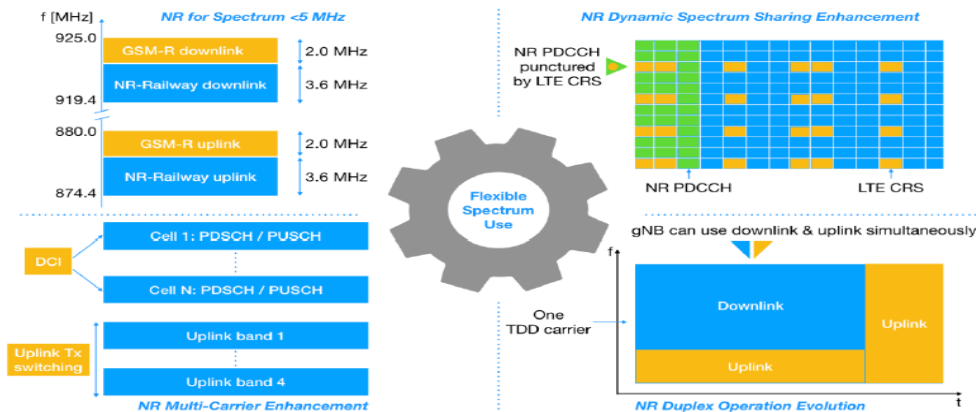 f [MHz]
NR for Spectrum <5 MHz
925.0
GSM-R downlink
2.0 MHz
NR-Railway downlink
3.6 MHz
919.4
880.0
GSM-R uplink
2.0 MHz
NR-Railway uplink
3.6 MHz
874.4
NR Dynamic Spectrum Sharing Enhancement
NR PDCCH
punctured
by LTE CRS
NR PDCCH
LTE CRS
Flexible
Spectrum
Use
DCI
Cell 1: PDSCH / PUSCH
Cell N: PDSCH / PUSCH
Uplink Tx
switching
Uplink band 1
Uplink band 4
NR Multi-Carrier Enhancement
gNB can use downlink & uplink simultaneously
f
One
TDD carrier
Downlink
Uplink
Uplink
t
NR Duplex Operation Evolution